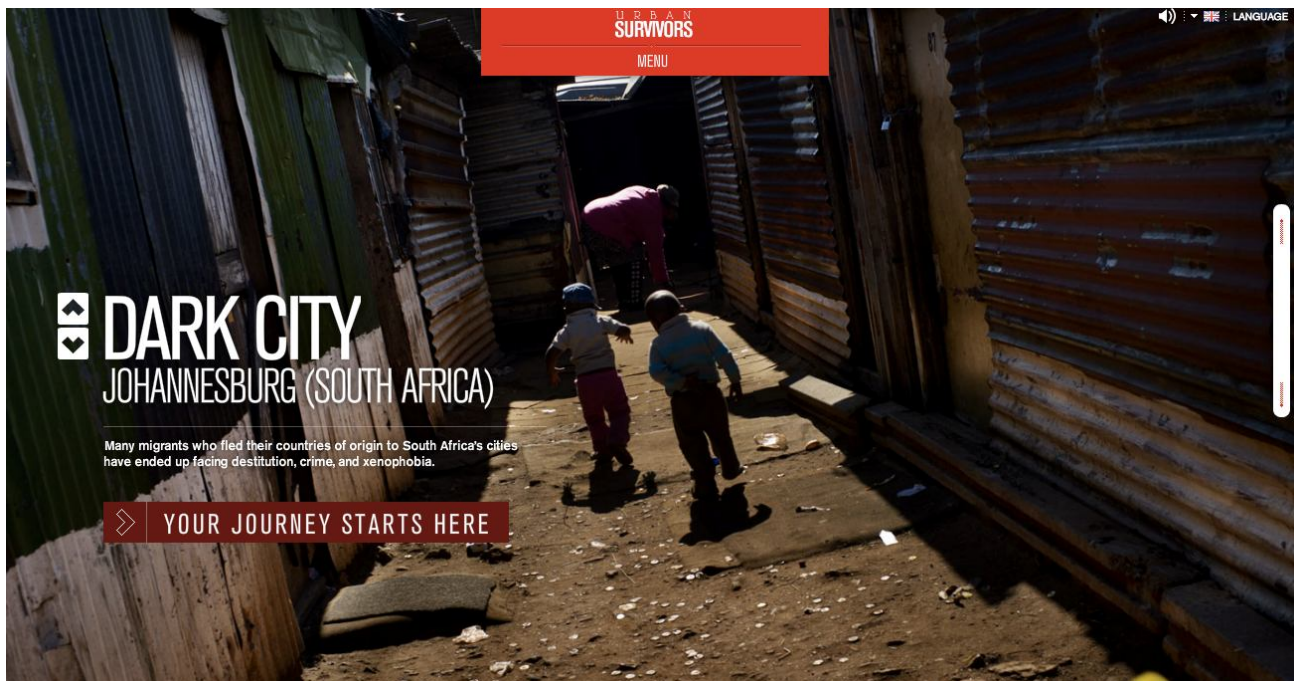 URBAN
SURVIVORS
MENU
LANGUAGE
DARK CITY
JOHANNESBURG (SOUTH AFRICA)
Many migrants who fled their countries of origin to South Africa's cities
have ended up facing destitution, crime, and xenophobia.
YOUR JOURNEY STARTS HERE